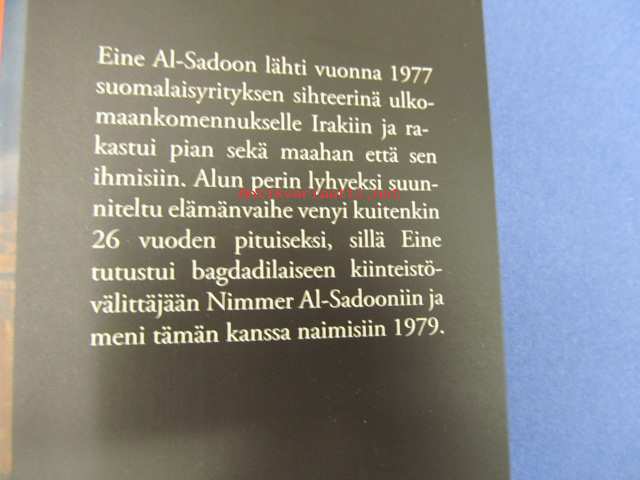 Eine Al-Sadoon lähti vuonna 1977
suomalaisyrityksen sihteerinä ulko-
maankomennukselle Irakiin ja ra-
kastui pian sekä maahan että sen
ihmisiin. Alun perin lyhyeksi suun-
niteltu elämänvaihe venyi kuitenkin
26 vuoden pituiseksi, sillä Eine
tutustui bagdadilaiseen kiinteistö-
välittäjään Nimmer Al-Sadooniin ja
meni tämän kanssa naimisiin 1979.